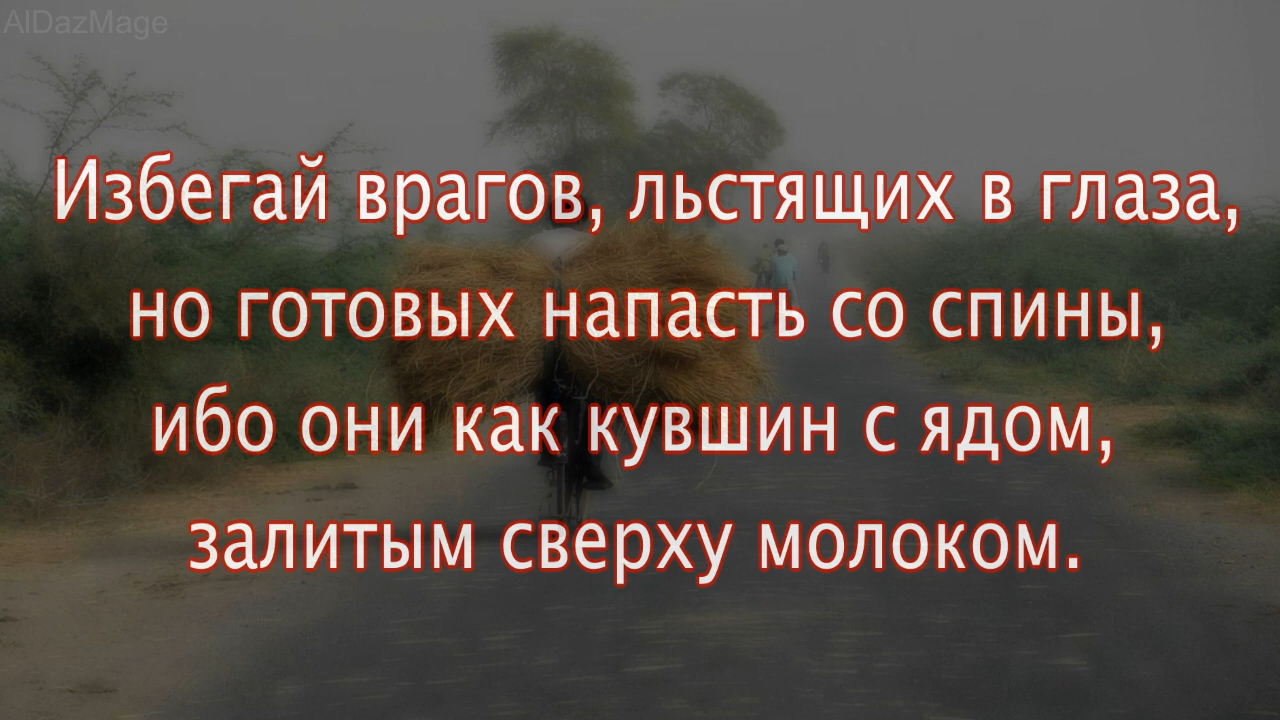 AlDazMage
Избегай врагов, льстящих в глаза,
но готовых напасть со спины,
ибо они как кувшин с ядом,
залитым сверху молоком.